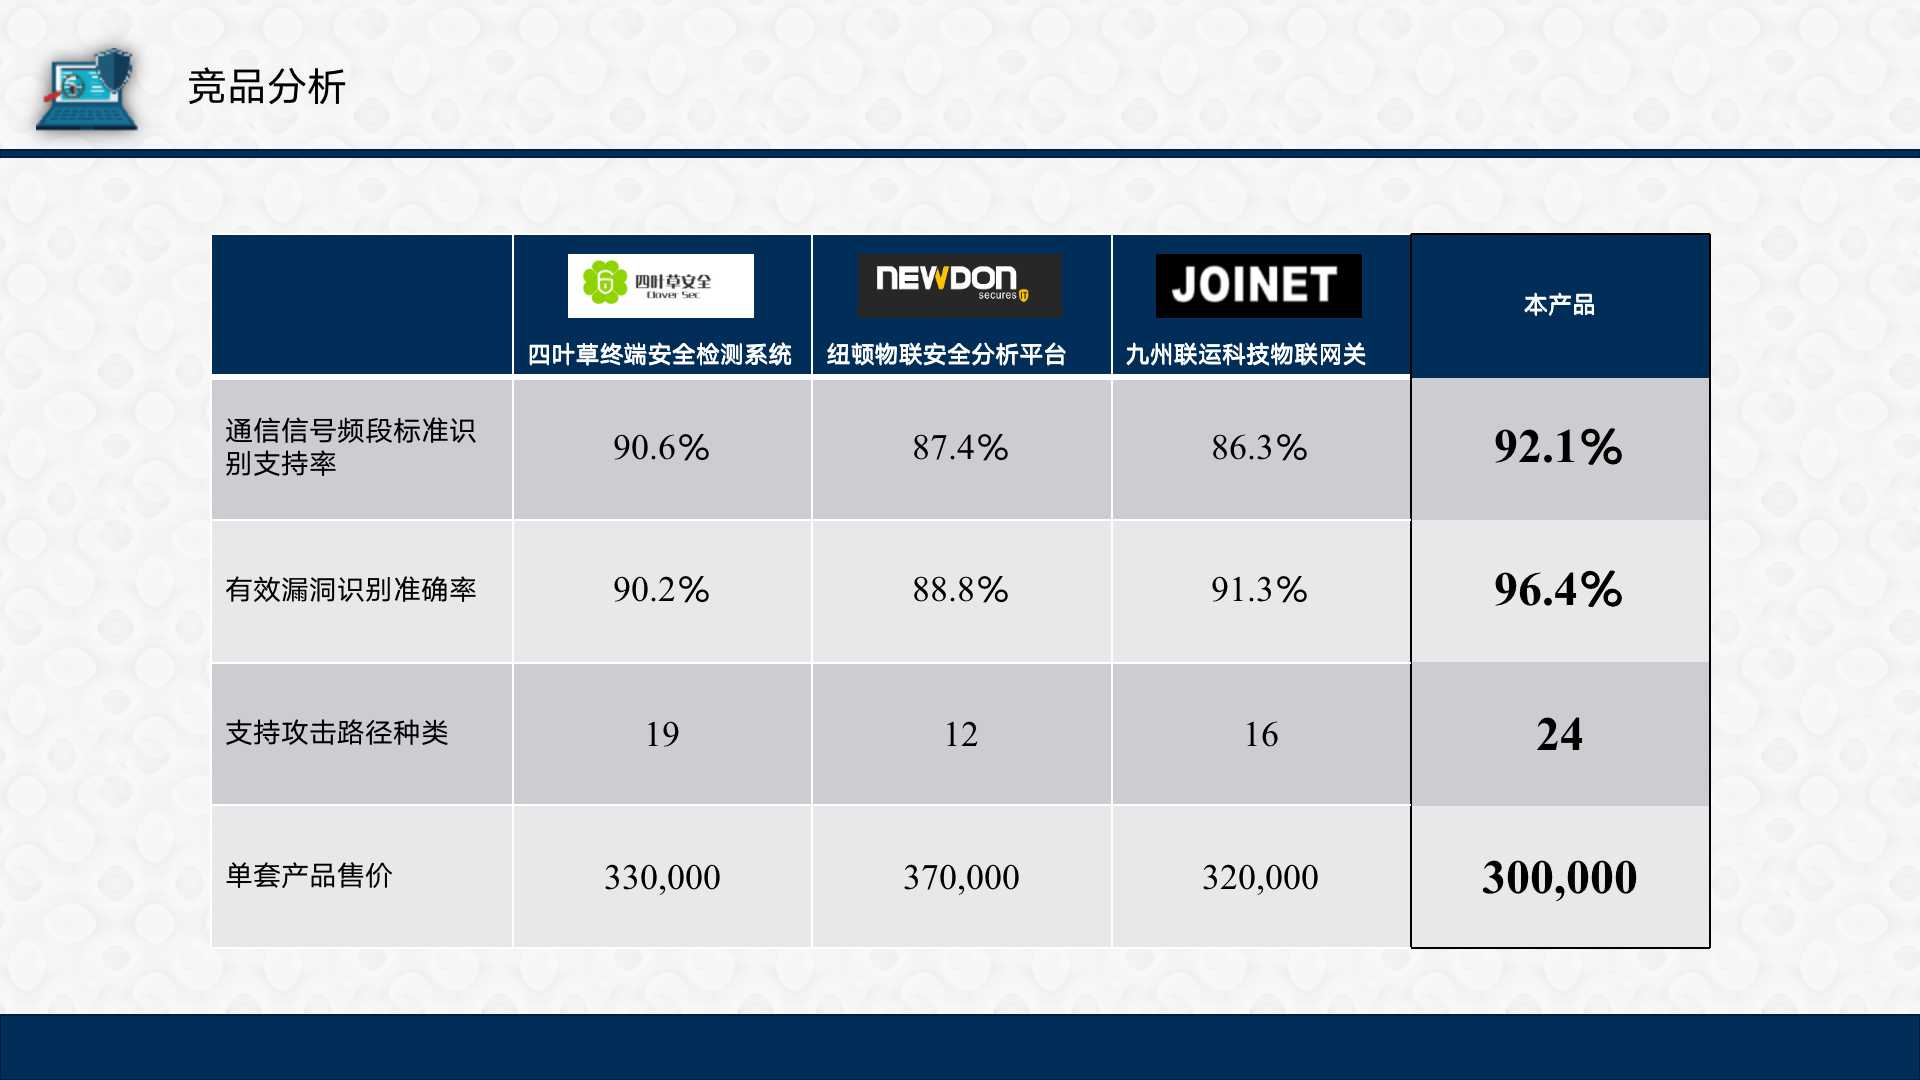 竞品分析
四叶草安全
Clover Sec
NEWDON
secures IT
JOINET
四叶草终端安全检测系统
纽顿物联安全分析平台
九州联运科技物联网关
本产品
通信信号频段标准识
别支持率
90.6%
87.4%
86.3%
92.1%
有效漏洞识别准确率
90.2%
88.8%
91.3%
96.4%
支持攻击路径种类
19
12
16
24
单套产品售价
330,000
370,000
320,000
300,000